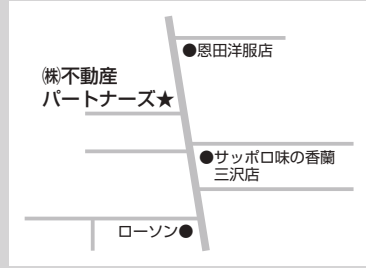 ●恩田洋服店
㈱不動産
パートナーズ★
●サッポロ味の香蘭
三沢店
ローソン●